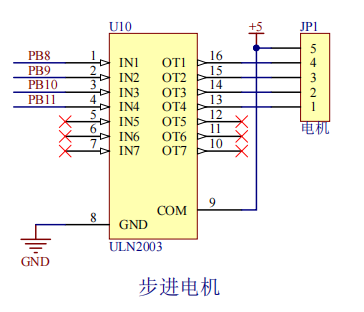 U10
+5
JP1
PB8 1 IN1 OT1 16 5
PB9 2 IN2 OT2 15 4
PB10 3 IN3 OT3 14 3
PB11 4 IN4 OT4 13 2
5 IN5 OT5 12 1
6 IN6 OT6 11 电机
7 IN7 OT7 10
COM 9
8 GND
GND
ULN2003
步进电机